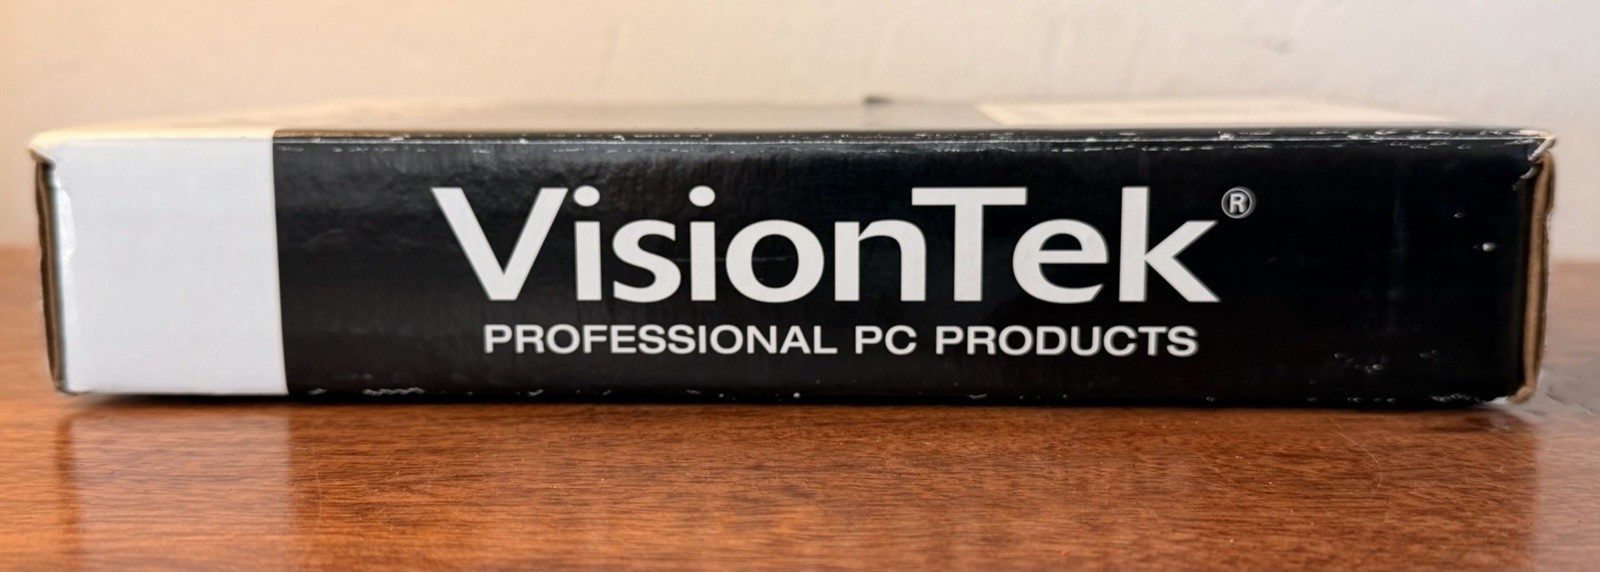 VisionTek®
PROFESSIONAL PC PRODUCTS